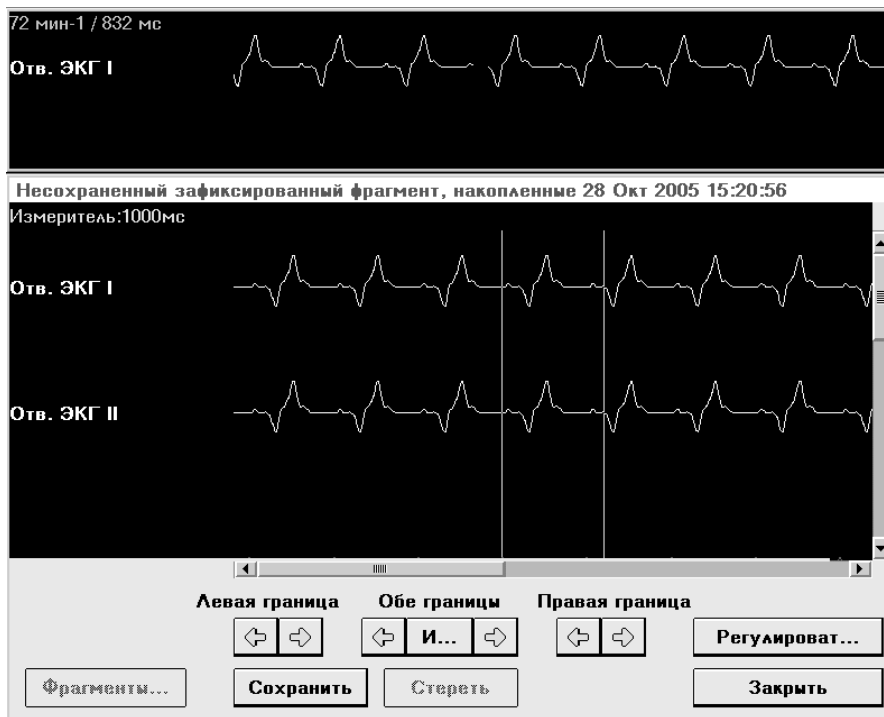 72 мин-1 / 832 мс
Отв. ЭКГ I
Несохраненный зафиксированный фрагмент, накопленные 28 Окт 2005 15:20:56
Измеритель:1000мс
Отв. ЭКГ I
Отв. ЭКГ II
Левая граница Обе границы Правая граница
И... Регулироват...
Фрагменты... Сохранить Стереть Закрыть